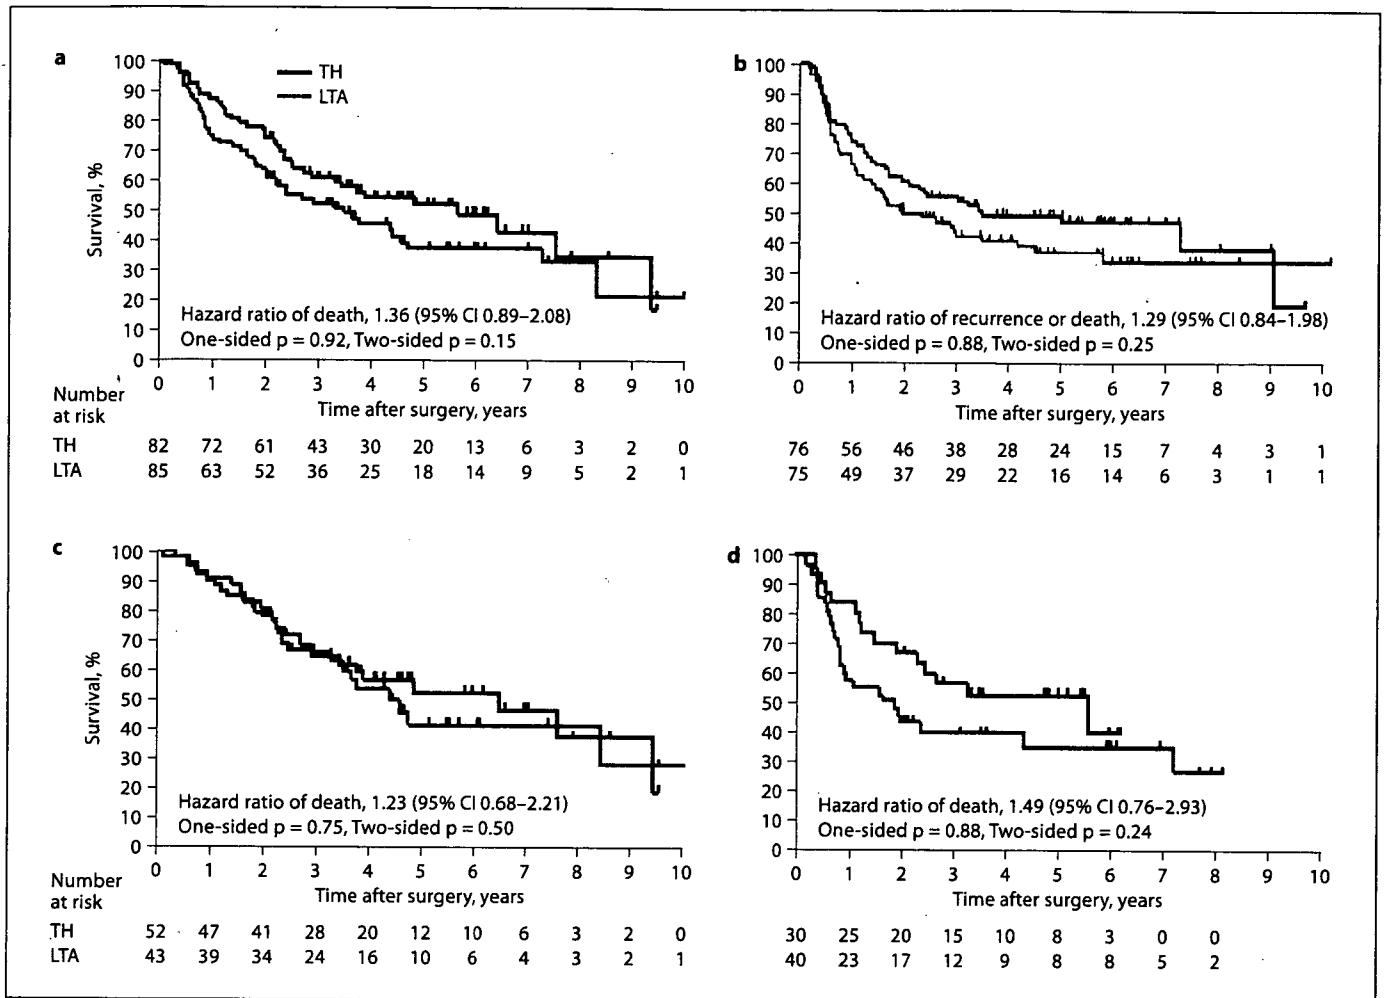 a
100
90
80
70
60
50
40
30
20
10
0
Survival, %
TH
LTA
Hazard ratio of death, 1.36 (95% CI 0.89–2.08)
One-sided p = 0.92, Two-sided p = 0.15
0 1 2 3 4 5 6 7 8 9 10
Time after surgery, years
Number
at risk
TH 82 72 61 43 30 20 13 6 3 2 0
LTA 85 63 52 36 25 18 14 9 5 2 1
b
100
90
80
70
60
50
40
30
20
10
0
Hazard ratio of recurrence or death, 1.29 (95% CI 0.84–1.98)
One-sided p = 0.88, Two-sided p = 0.25
0 1 2 3 4 5 6 7 8 9 10
Time after surgery, years
76 56 46 38 28 24 15 7 4 3 1
75 49 37 29 22 16 14 6 3 1 1
c
100
90
80
70
60
50
40
30
20
10
0
Survival, %
Hazard ratio of death, 1.23 (95% CI 0.68–2.21)
One-sided p = 0.75, Two-sided p = 0.50
0 1 2 3 4 5 6 7 8 9 10
Time after surgery, years
Number
at risk
TH 52 47 41 28 20 12 10 6 3 2 0
LTA 43 39 34 24 16 10 6 4 3 2 1
d
100
90
80
70
60
50
40
30
20
10
0
Hazard ratio of death, 1.49 (95% CI 0.76–2.93)
One-sided p = 0.88, Two-sided p = 0.24
0 1 2 3 4 5 6 7 8 9 10
Time after surgery, years
30 25 20 15 10 8 3 0 0
40 23 17 12 9 8 8 5 2